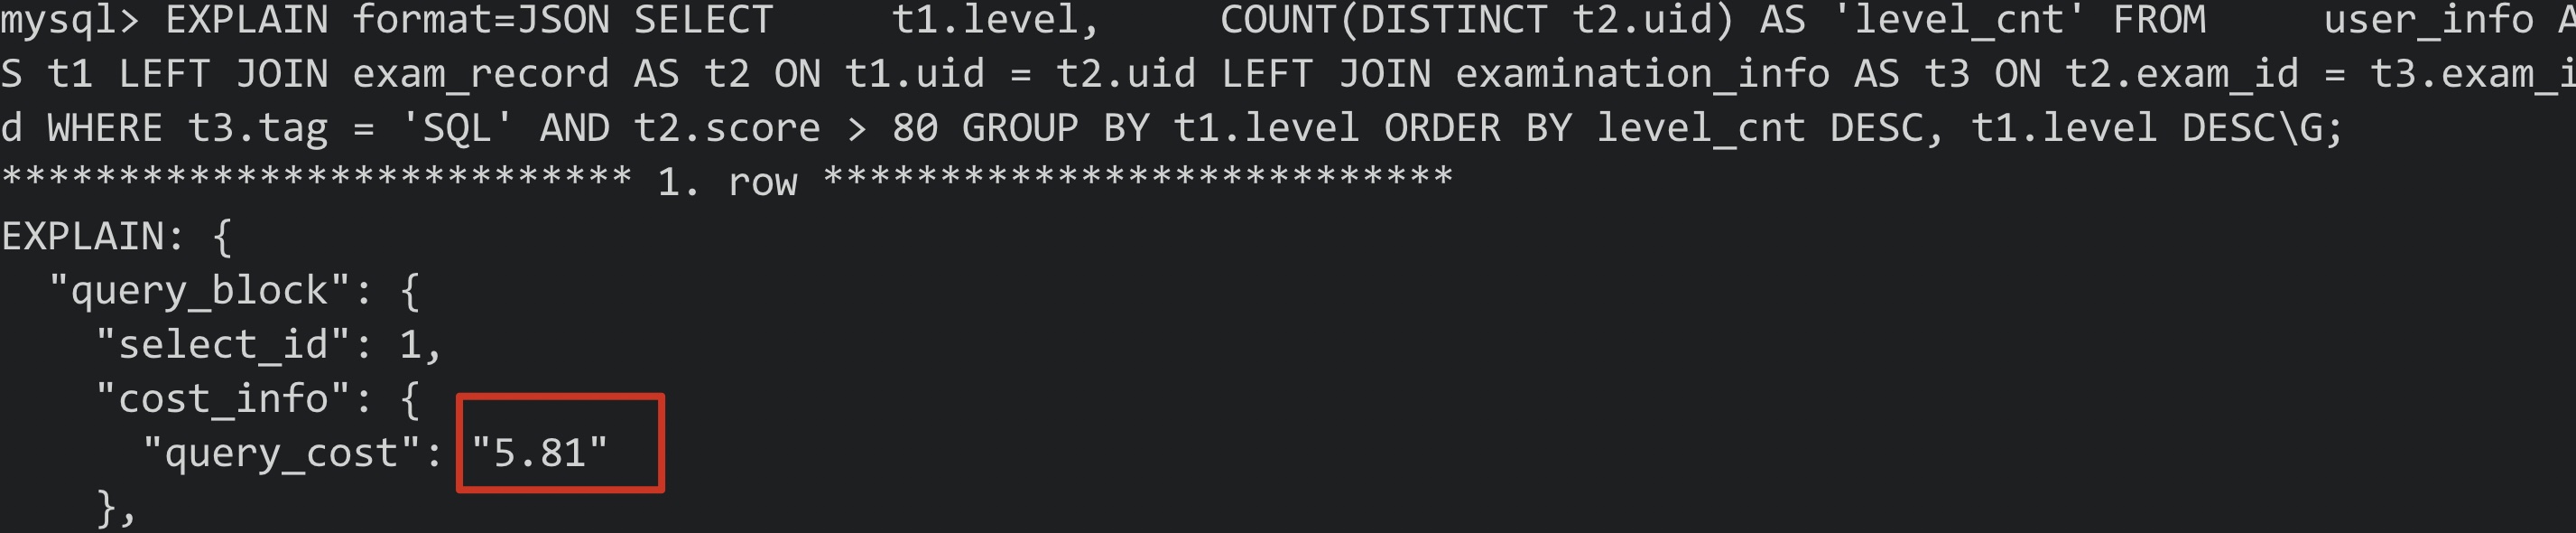 mysql> EXPLAIN format=JSON SELECT     t1.level,     COUNT(DISTINCT t2.uid) AS 'level_cnt' FROM     user_info A
S t1 LEFT JOIN exam_record AS t2 ON t1.uid = t2.uid LEFT JOIN examination_info AS t3 ON t2.exam_id = t3.exam_i
d WHERE t3.tag = 'SQL' AND t2.score > 80 GROUP BY t1.level ORDER BY level_cnt DESC, t1.level DESC\G;
*************************** 1. row ***************************
EXPLAIN: {
  "query_block": {
    "select_id": 1,
    "cost_info": {
      "query_cost": "5.81"
    },